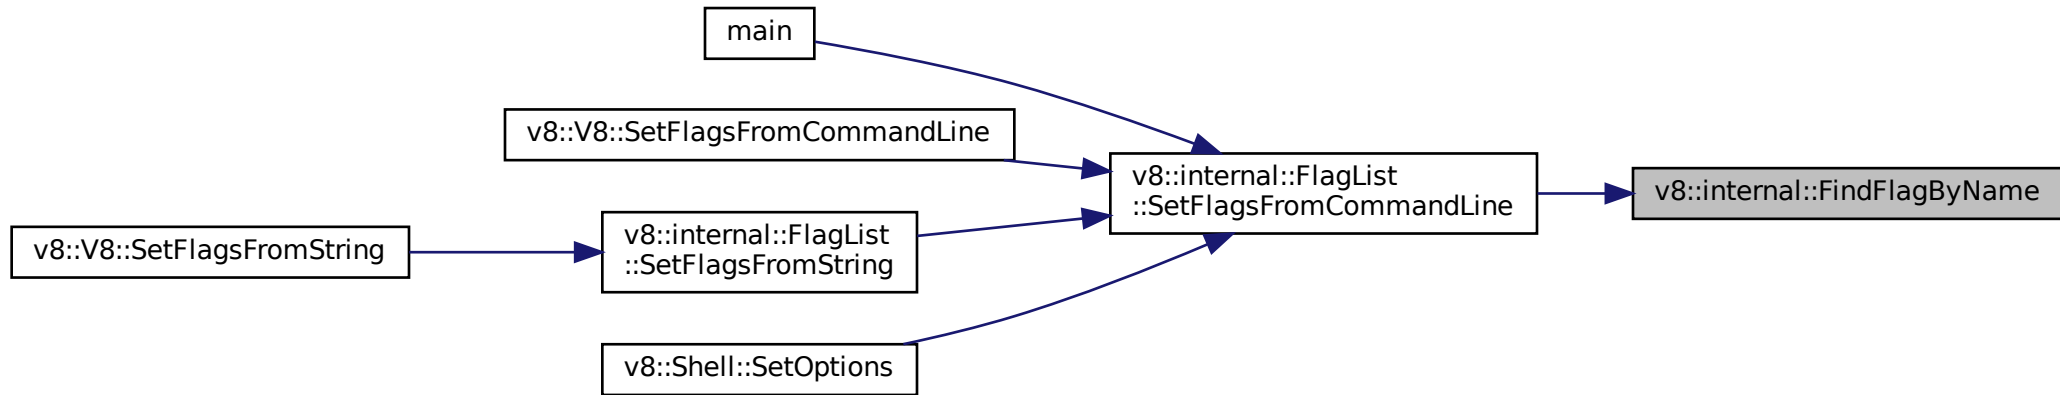 main
v8::V8::SetFlagsFromCommandLine
v8::internal::FlagList
::SetFlagsFromCommandLine
v8::internal::FindFlagByName
v8::V8::SetFlagsFromString
v8::internal::FlagList
::SetFlagsFromString
v8::Shell::SetOptions